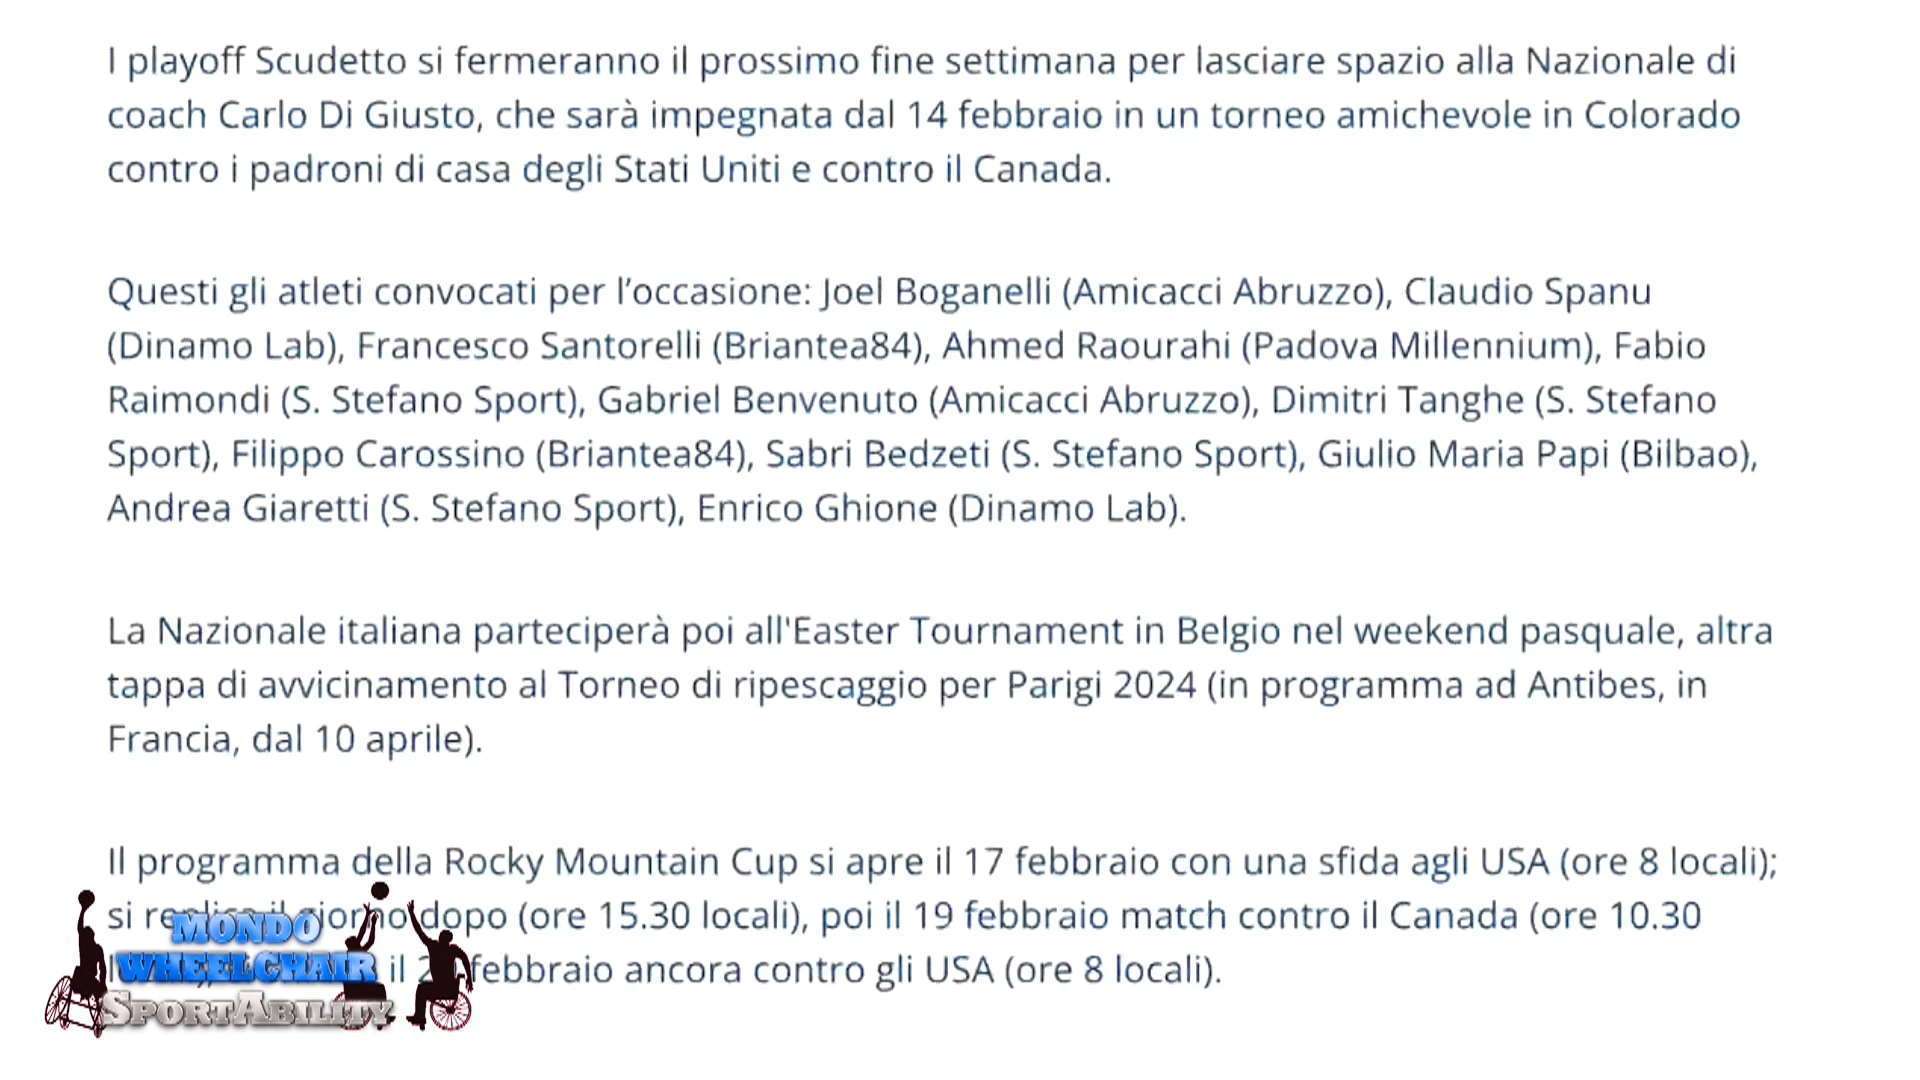 I playoff Scudetto si fermeranno il prossimo fine settimana per lasciare spazio alla Nazionale di
coach Carlo Di Giusto, che sarà impegnata dal 14 febbraio in un torneo amichevole in Colorado
contro i padroni di casa degli Stati Uniti e contro il Canada.
Questi gli atleti convocati per l’occasione: Joel Boganelli (Amicacci Abruzzo), Claudio Spanu
(Dinamo Lab), Francesco Santorelli (Briantea84), Ahmed Raourahi (Padova Millennium), Fabio
Raimondi (S. Stefano Sport), Gabriel Benvenuto (Amicacci Abruzzo), Dimitri Tanghe (S. Stefano
Sport), Filippo Carossino (Briantea84), Sabri Bedzeti (S. Stefano Sport), Giulio Maria Papi (Bilbao),
Andrea Giaretti (S. Stefano Sport), Enrico Ghione (Dinamo Lab).
La Nazionale italiana parteciperà poi all'Easter Tournament in Belgio nel weekend pasquale, altra
tappa di avvicinamento al Torneo di ripescaggio per Parigi 2024 (in programma ad Antibes, in
Francia, dal 10 aprile).
Il programma della Rocky Mountain Cup si apre il 17 febbraio con una sfida agli USA (ore 8 locali);
si replica il giorno dopo (ore 15.30 locali), poi il 19 febbraio match contro il Canada (ore 10.30
il febbraio ancora contro gli USA (ore 8 locali).
MONDO
WHEELCHAIR
SPORTABILITY